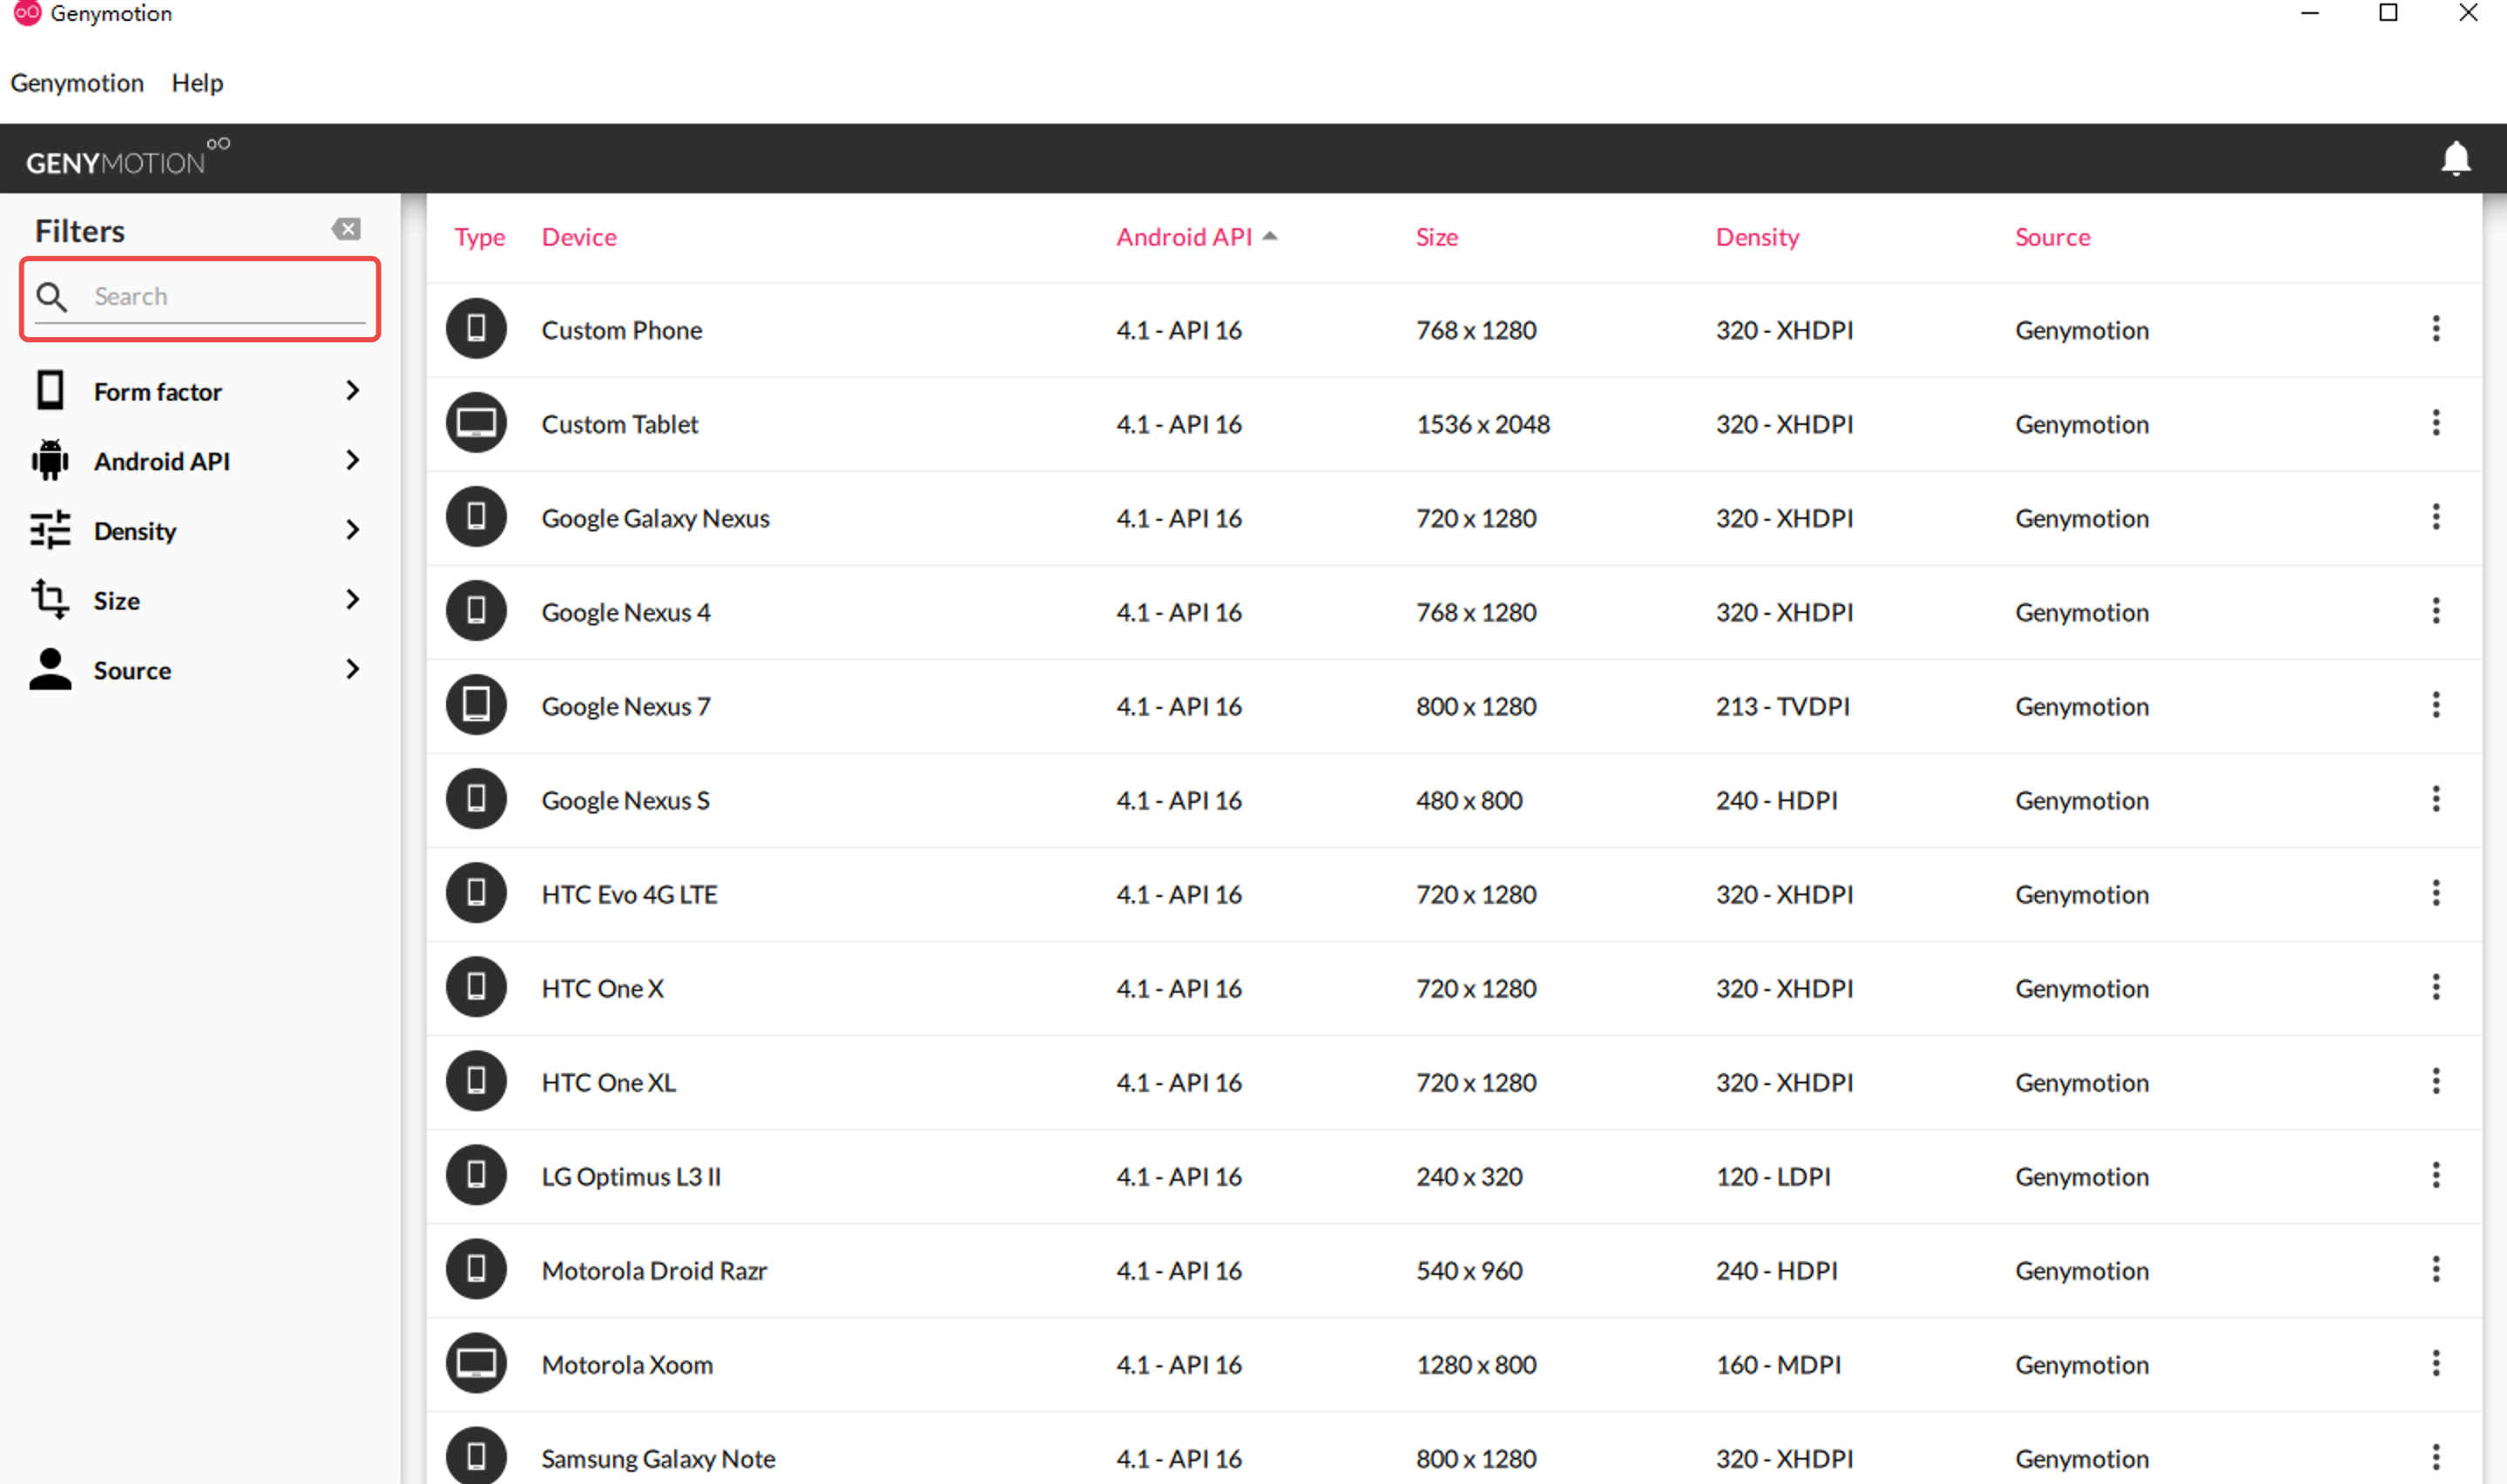 Genymotion
Genymotion Help
GENYMOTION
Filters
Search
Form factor
Android API
Density
Size
Source
Type Device Android API Size Density Source
Custom Phone 4.1 - API 16 768 x 1280 320 - XHDPI Genymotion
Custom Tablet 4.1 - API 16 1536 x 2048 320 - XHDPI Genymotion
Google Galaxy Nexus 4.1 - API 16 720 x 1280 320 - XHDPI Genymotion
Google Nexus 4 4.1 - API 16 768 x 1280 320 - XHDPI Genymotion
Google Nexus 7 4.1 - API 16 800 x 1280 213 - TVDPI Genymotion
Google Nexus S 4.1 - API 16 480 x 800 240 - HDPI Genymotion
HTC Evo 4G LTE 4.1 - API 16 720 x 1280 320 - XHDPI Genymotion
HTC One X 4.1 - API 16 720 x 1280 320 - XHDPI Genymotion
HTC One XL 4.1 - API 16 720 x 1280 320 - XHDPI Genymotion
LG Optimus L3 II 4.1 - API 16 240 x 320 120 - LDPI Genymotion
Motorola Droid Razr 4.1 - API 16 540 x 960 240 - HDPI Genymotion
Motorola Xoom 4.1 - API 16 1280 x 800 160 - MDPI Genymotion
Samsung Galaxy Note 4.1 - API 16 800 x 1280 320 - XHDPI Genymotion